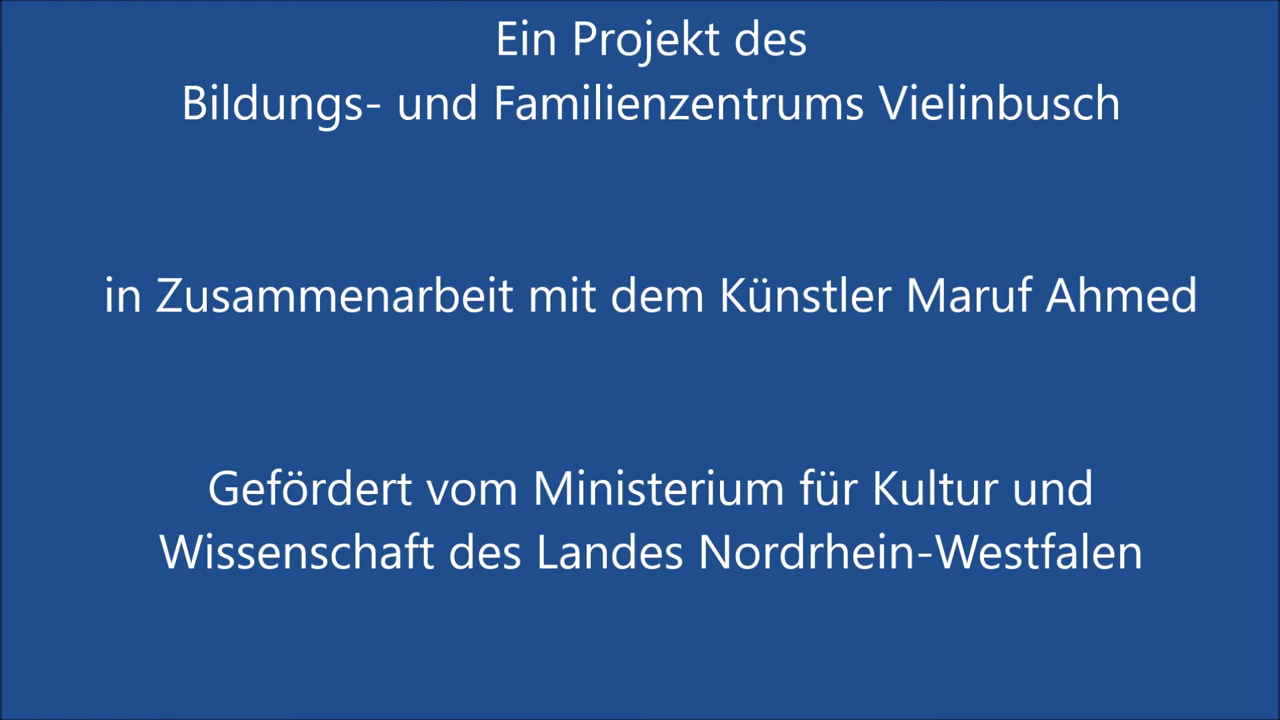 Ein Projekt des
Bildungs- und Familienzentrums Vielinbusch
in Zusammenarbeit mit dem Künstler Maruf Ahmed
Gefördert vom Ministerium für Kultur und
Wissenschaft des Landes Nordrhein-Westfalen